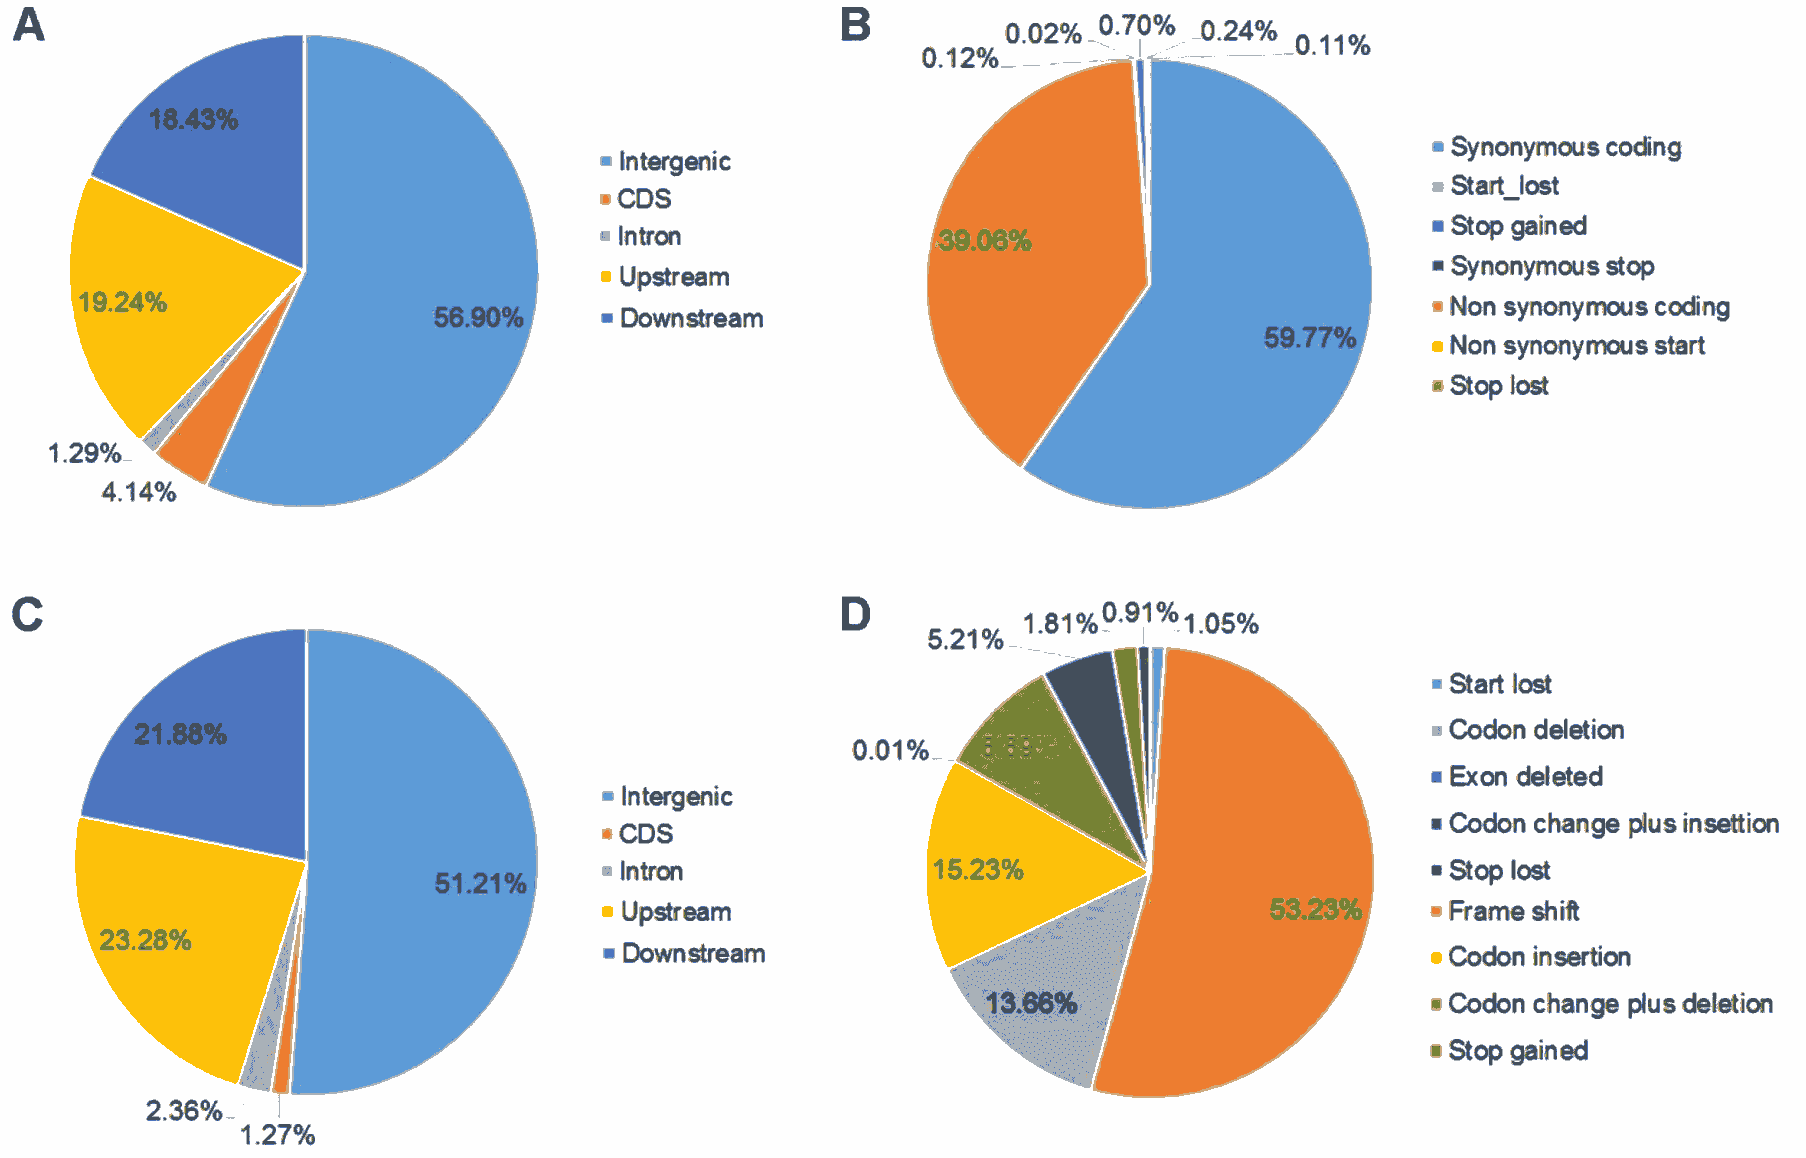 A
18.43%
19.24%
56.90%
1.29%
4.14%
Intergenic
CDS
Intron
Upstream
Downstream
B
0.12%
0.02%
0.70%
0.24%
0.11%
39.06%
59.77%
Synonymous coding
Start_lost
Stop gained
Synonymous stop
Non synonymous coding
Non synonymous start
Stop lost
C
21.88%
51.21%
23.28%
2.36%
1.27%
Intergenic
CDS
Intron
Upstream
Downstream
D
5.21%
1.81%
0.91%
1.05%
0.01%
15.23%
53.23%
13.66%
Start lost
Codon deletion
Exon deleted
Codon change plus insettion
Stop lost
Frame shift
Codon insertion
Codon change plus deletion
Stop gained